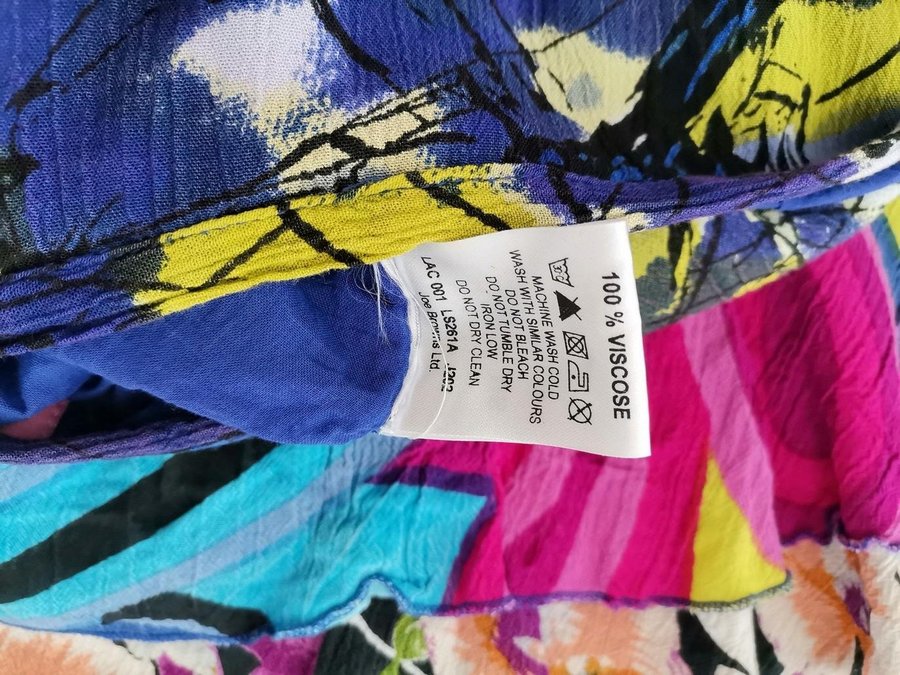 100 % VISCOSE
MACHINE WASH COLD
WASH WITH SIMILAR COLOURS
DO NOT BLEACH
DO NOT TUMBLE DRY
IRON LOW
DO NOT DRY CLEAN
LAC 001 LS261A
Joe Browns Ltd.